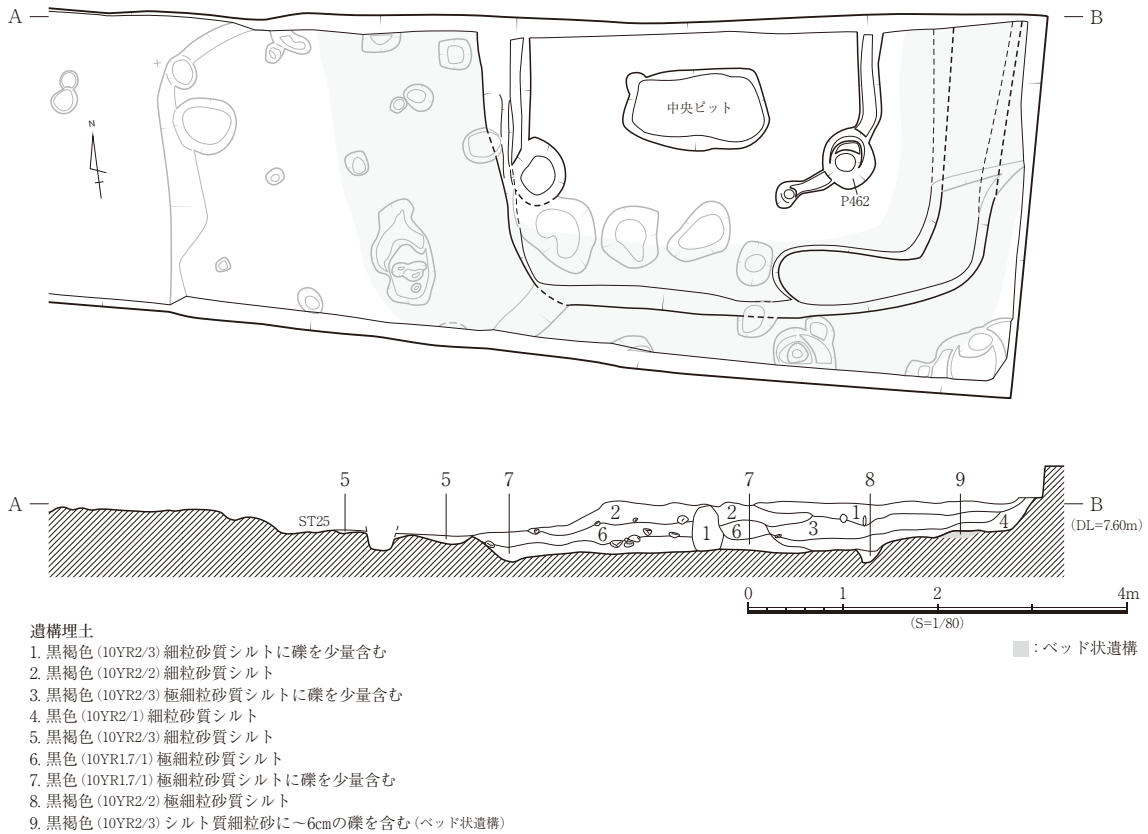 A
B
N
中央ピット
P462
5
5
7
7
8
9
A
B
ST25
2
2
1
6
1
6
3
4
(DL=7.60m)
0
1
2
4m
(S=1/80)
：ベッド状遺構
遺構埋土
1. 黒褐色(10YR2/3)細粒砂質シルトに礫を少量含む
2. 黒褐色(10YR2/2)細粒砂質シルト
3. 黒褐色(10YR2/3)極細粒砂質シルトに礫を少量含む
4. 黒色(10YR2/1)細粒砂質シルト
5. 黒褐色(10YR2/3)細粒砂質シルト
6. 黒色(10YR1.7/1)極細粒砂質シルト
7. 黒色(10YR1.7/1)極細粒砂質シルトに礫を少量含む
8. 黒褐色(10YR2/2)極細粒砂質シルト
9. 黒褐色(10YR2/3)シルト質細粒砂に～6cmの礫を含む(ベッド状遺構)